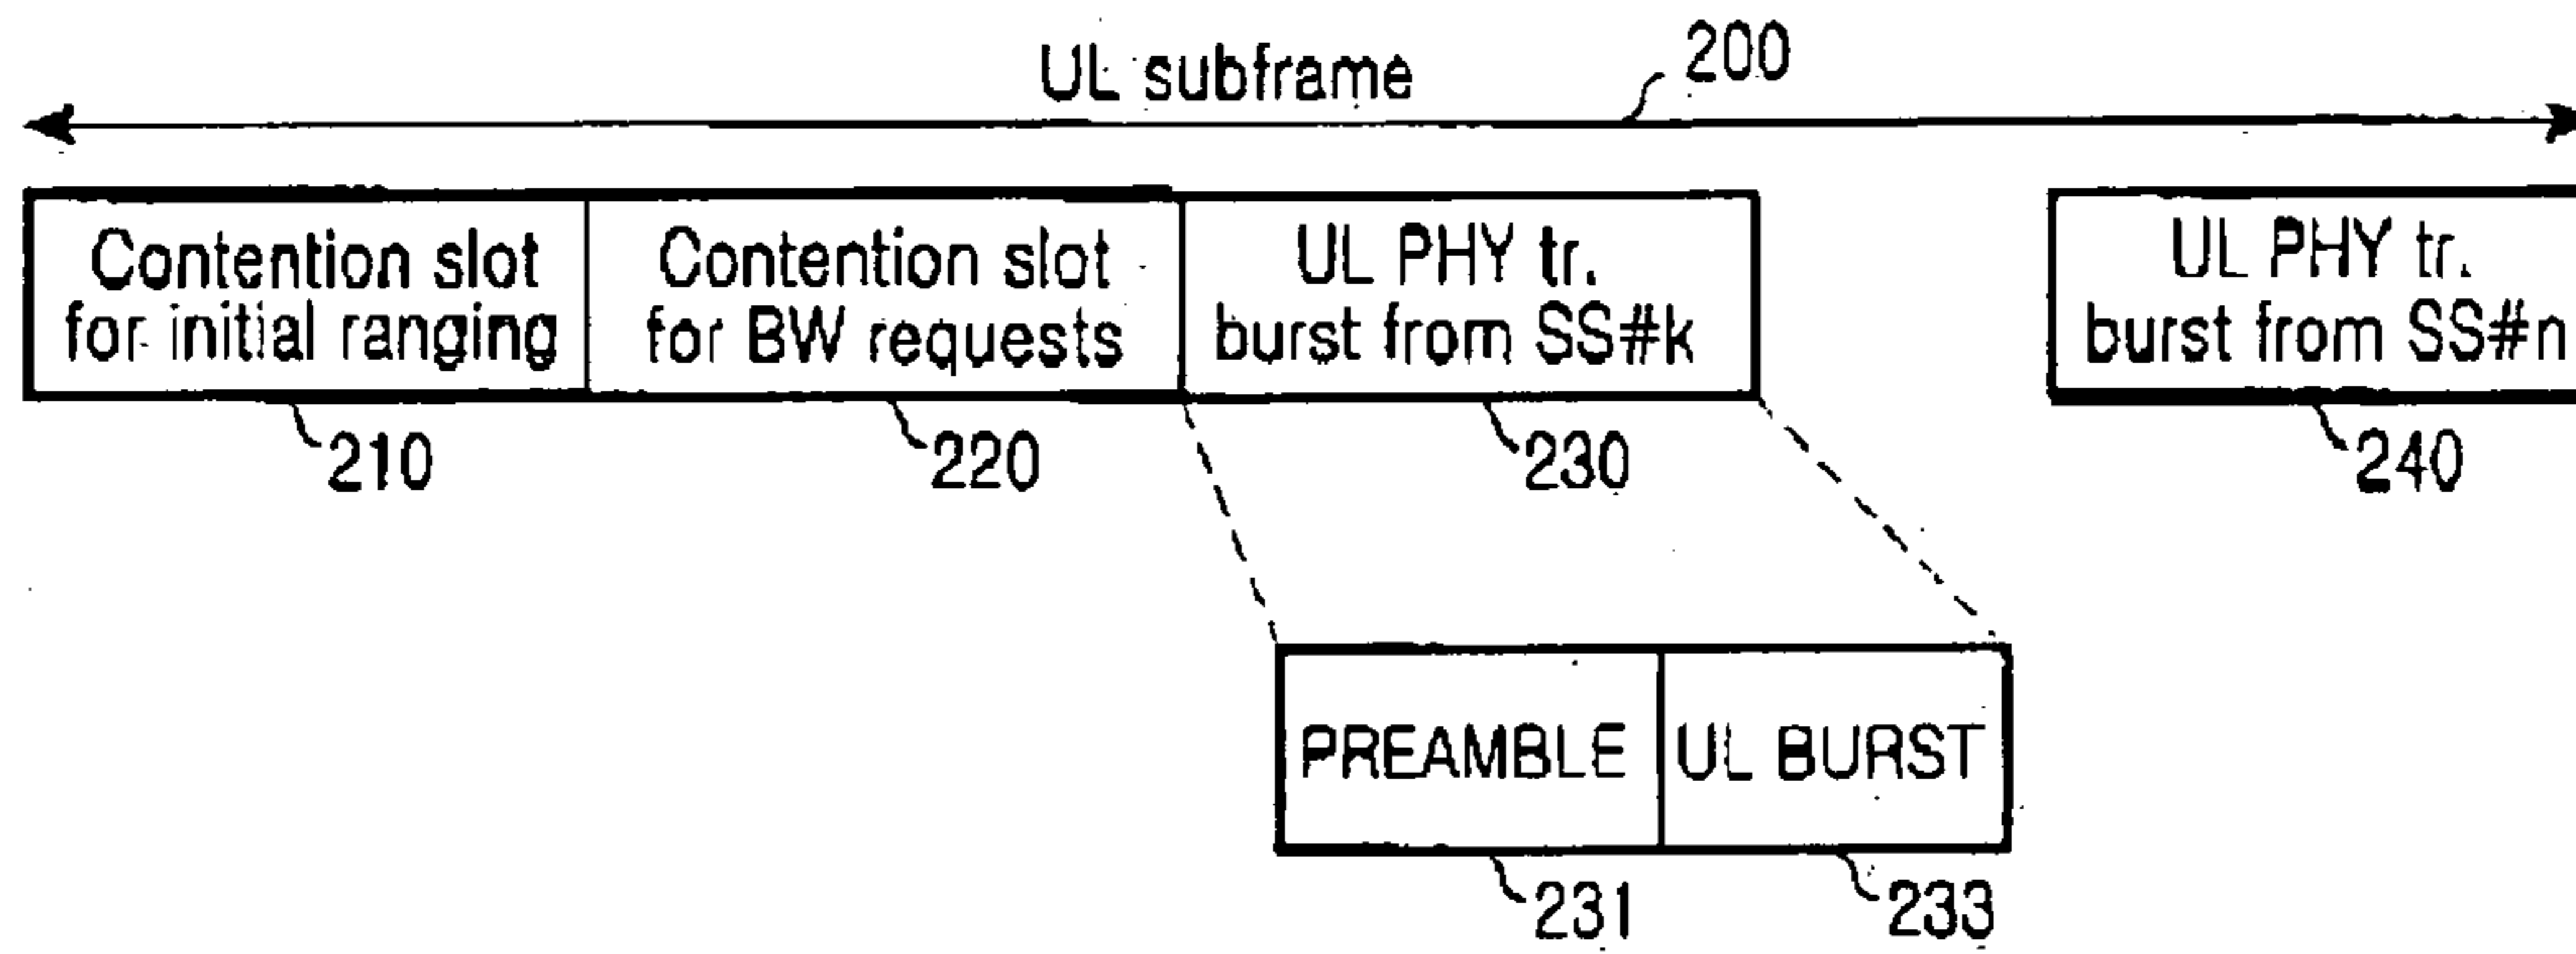 UL subframe
200
Contention slot
for initial ranging
Contention slot
for BW requests
UL PHY tr.
burst from SS#k
UL PHY tr.
burst from SS#n
210
220
230
240
PREAMBLE
UL BURST
231
233